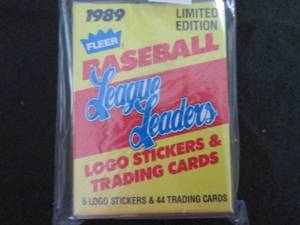 1989
LIMITED
EDITION
FLEER
BASEBALL
League
Leaders
LOGO STICKERS &
TRADING CARDS
6 LOGO STICKERS & 44 TRADING CARDS